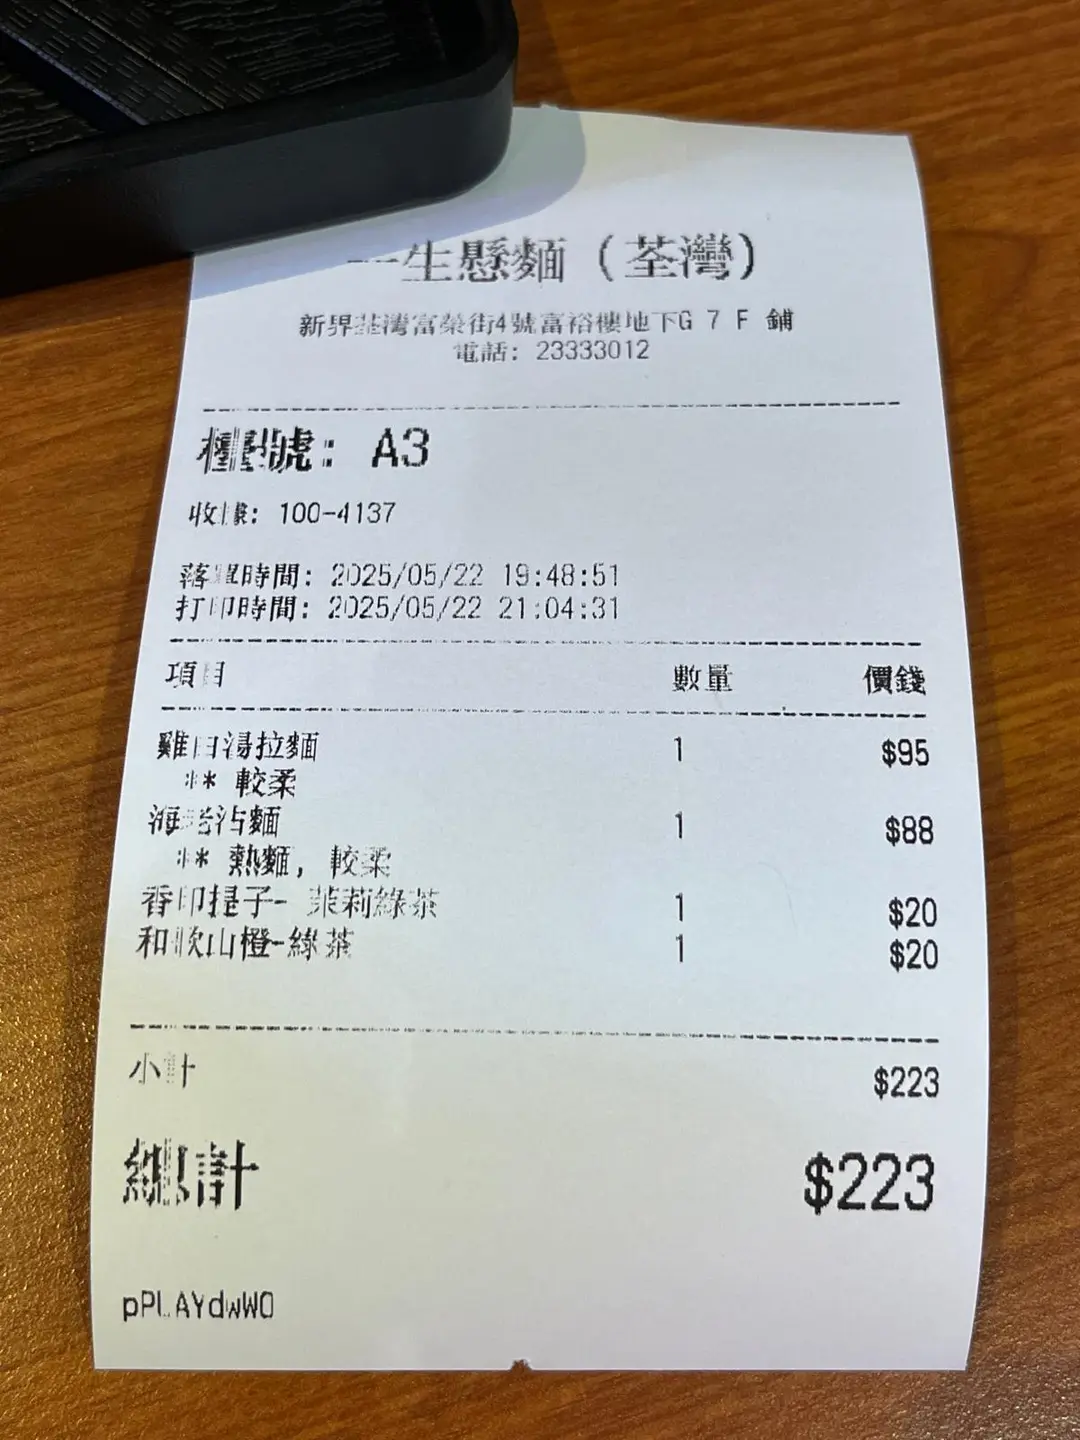 一生懸麵（荃灣）
新界荃灣富榮街4號富裕樓地下G 7 F 鋪
電話: 23333012
檯號: A3
收據: 100-4137
落單時間: 2025/05/22 19:48:51
打印時間: 2025/05/22 21:04:31
項目 數量 價錢
雞白湯拉麵 1 $95
** 較柔
海老沾麵 1 $88
** 熱麵, 較柔
香印提子- 茉莉綠茶 1 $20
和歌山橙-綠茶 1 $20
小計 $223
總計 $223
pPLAYdwWO